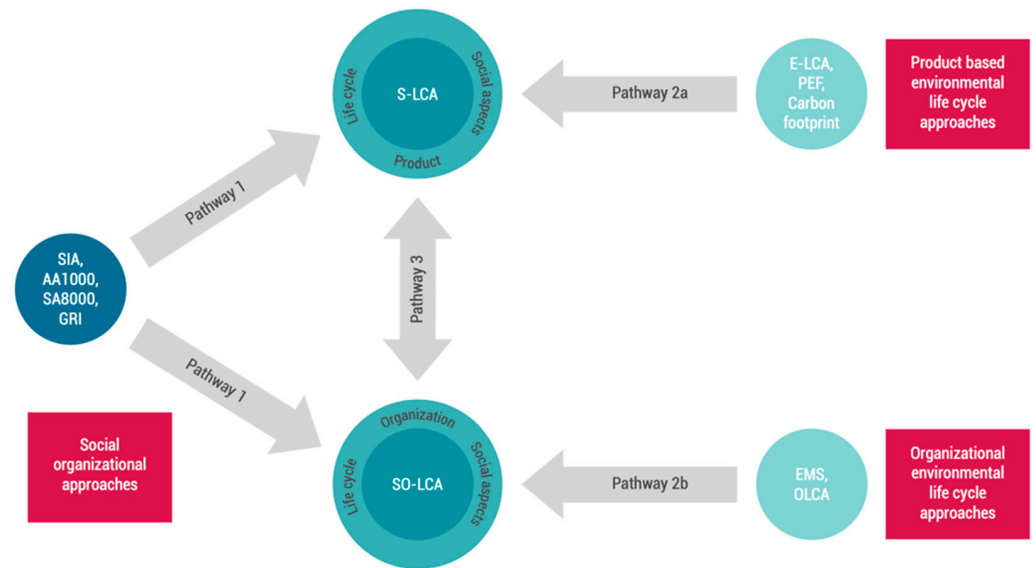 Life cycle
S-LCA
Social aspects
Product
Pathway 2a
E-LCA,
PEF,
Carbon
footprint
Product based
environmental
life cycle
approaches
Pathway 1
SIA,
AA1000,
SA8000,
GRI
Pathway 3
Pathway 1
Social
organizational
approaches
Organization
Life cycle
SO-LCA
Social aspects
Pathway 2b
EMS,
OLCA
Organizational
environmental
life cycle
approaches